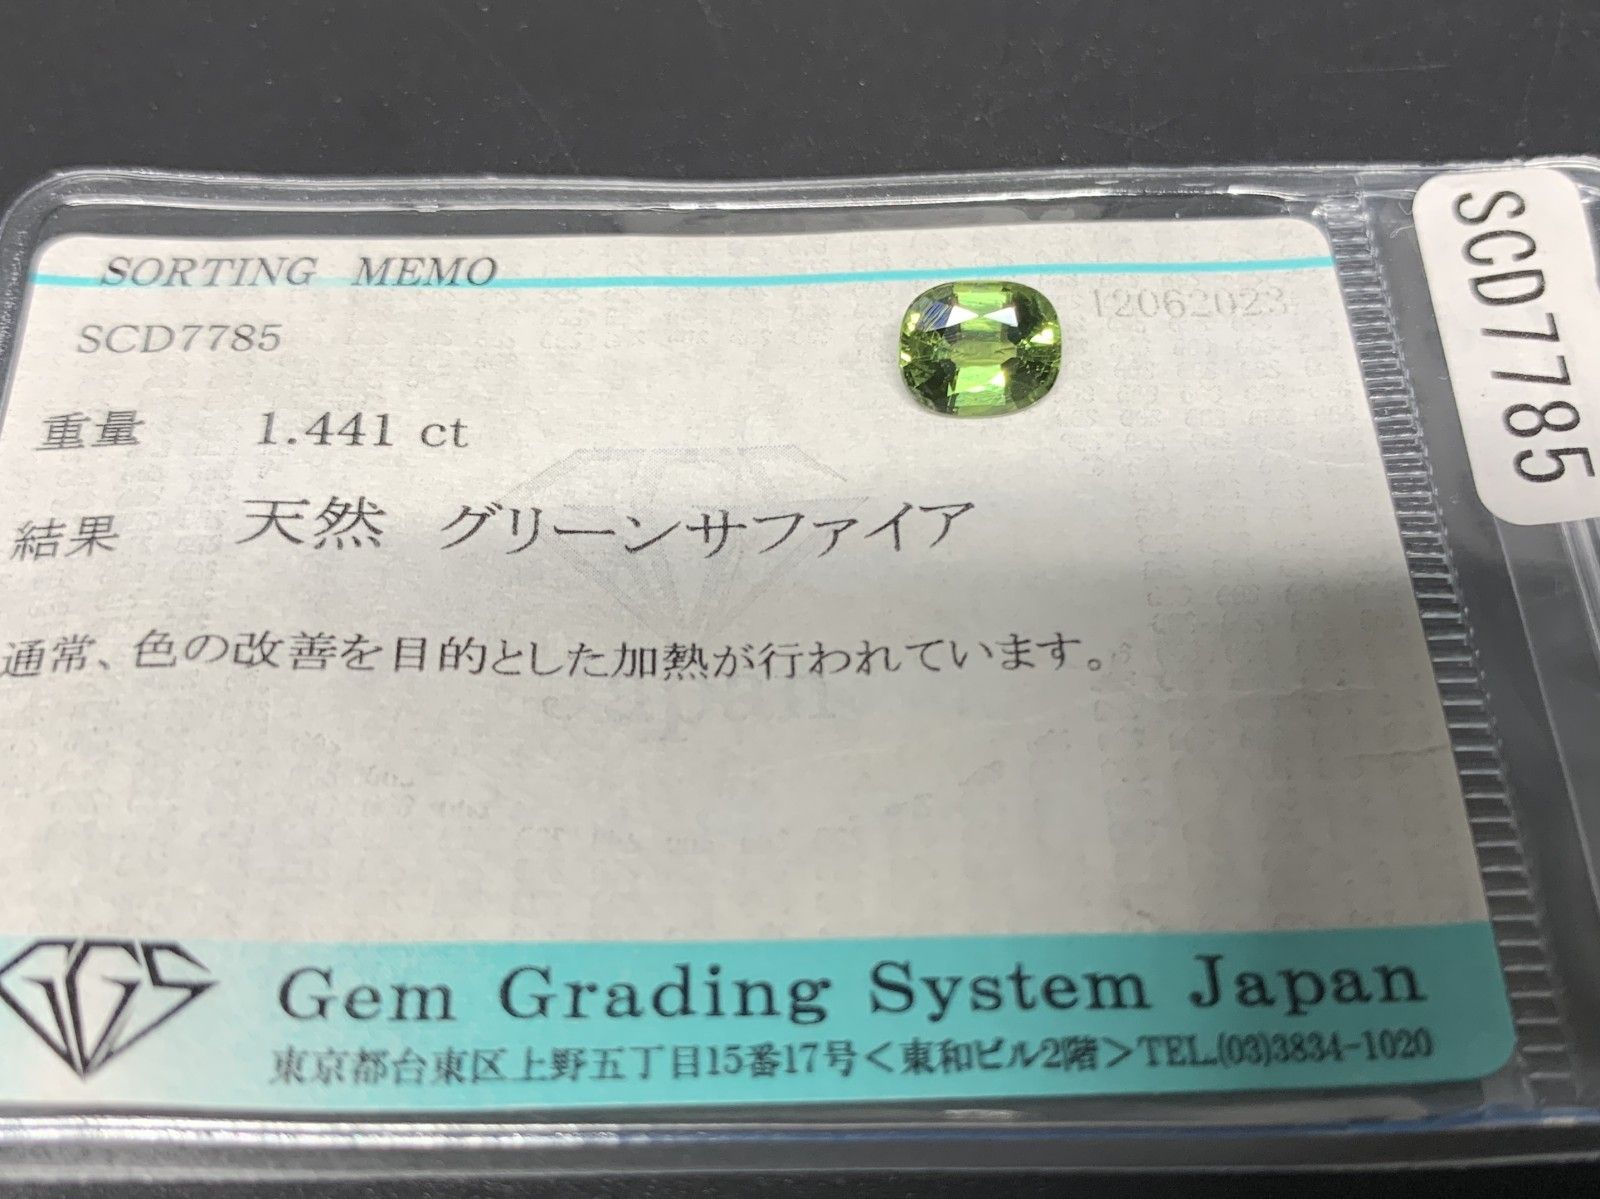 SORTING MEMO
12062023
SCD7785
重量 1.441 ct
結果 天然 グリーンサファイア
通常、色の改善を目的とした加熱が行われています。
Japan
GGS
Gem Grading System Japan
東京都台東区上野五丁目15番17号<東和ビル2階>TEL.(03)3834-1020
SCD7785